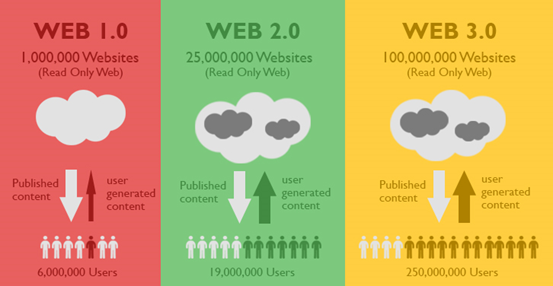 WEB 1.0
1,000,000 Websites
(Read Only Web)
Published
content
user
generated
content
6,000,000 Users
WEB 2.0
25,000,000 Websites
(Read Only Web)
Published
content
user
generated
content
19,000,000 Users
WEB 3.0
100,000,000 Websites
(Read Only Web)
Published
content
user
generated
content
250,000,000 Users